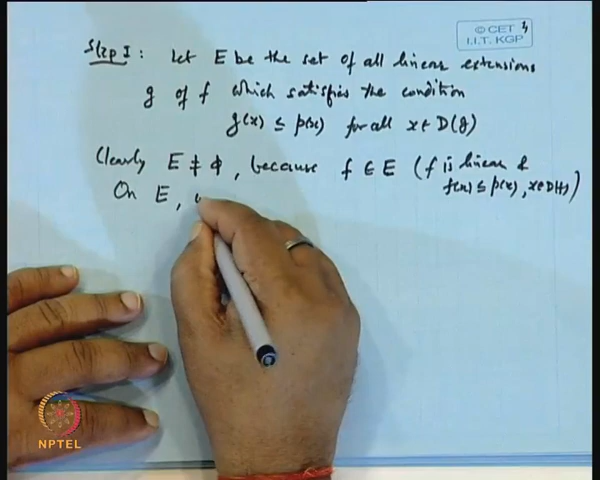 © CET
I.I.T. KGP
3
Step I : Let E be the set of all linear extensions
g of f which satisfies the condition
g(x) ≤ p(x) for all x ∈ D(g)
Clearly E ≠ ϕ, because f ∈ E (f is linear &
f(x) ≤ p(x), x ∈ D(f))
On E,
NPTEL